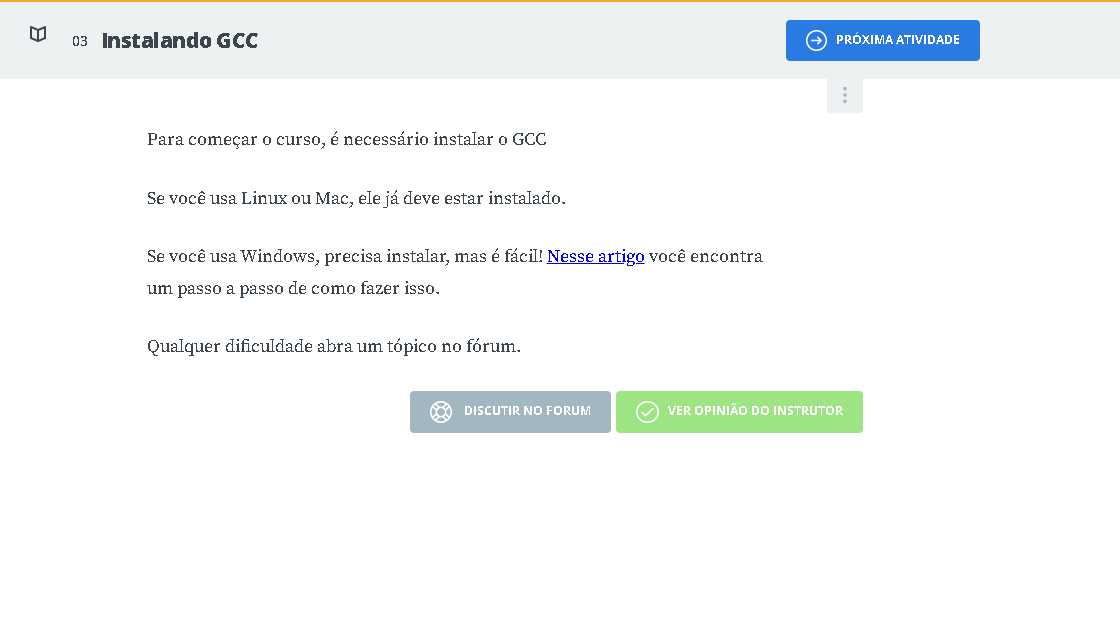 03 Instalando GCC
PRÓXIMA ATIVIDADE
Para começar o curso, é necessário instalar o GCC
Se você usa Linux ou Mac, ele já deve estar instalado.
Se você usa Windows, precisa instalar, mas é fácil! Nesse artigo você encontra
um passo a passo de como fazer isso.
Qualquer dificuldade abra um tópico no fórum.
DISCUTIR NO FORUM
VER OPINIÃO DO INSTRUTOR